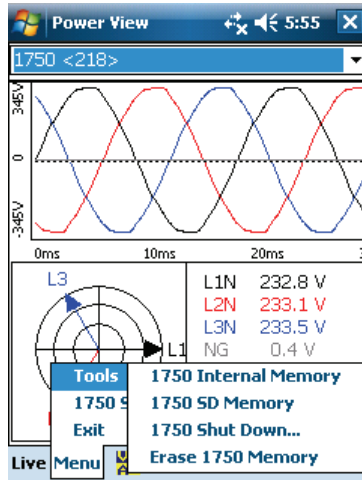 Power View 5:55
1750 <218>
345V
0
-345V
0ms 10ms 20ms
L3
L1
L1N 232.8 V
L2N 233.1 V
L3N 233.5 V
NG 0.4 V
Tools
1750 S
Exit
1750 Internal Memory
1750 SD Memory
1750 Shut Down...
Erase 1750 Memory
Live Menu